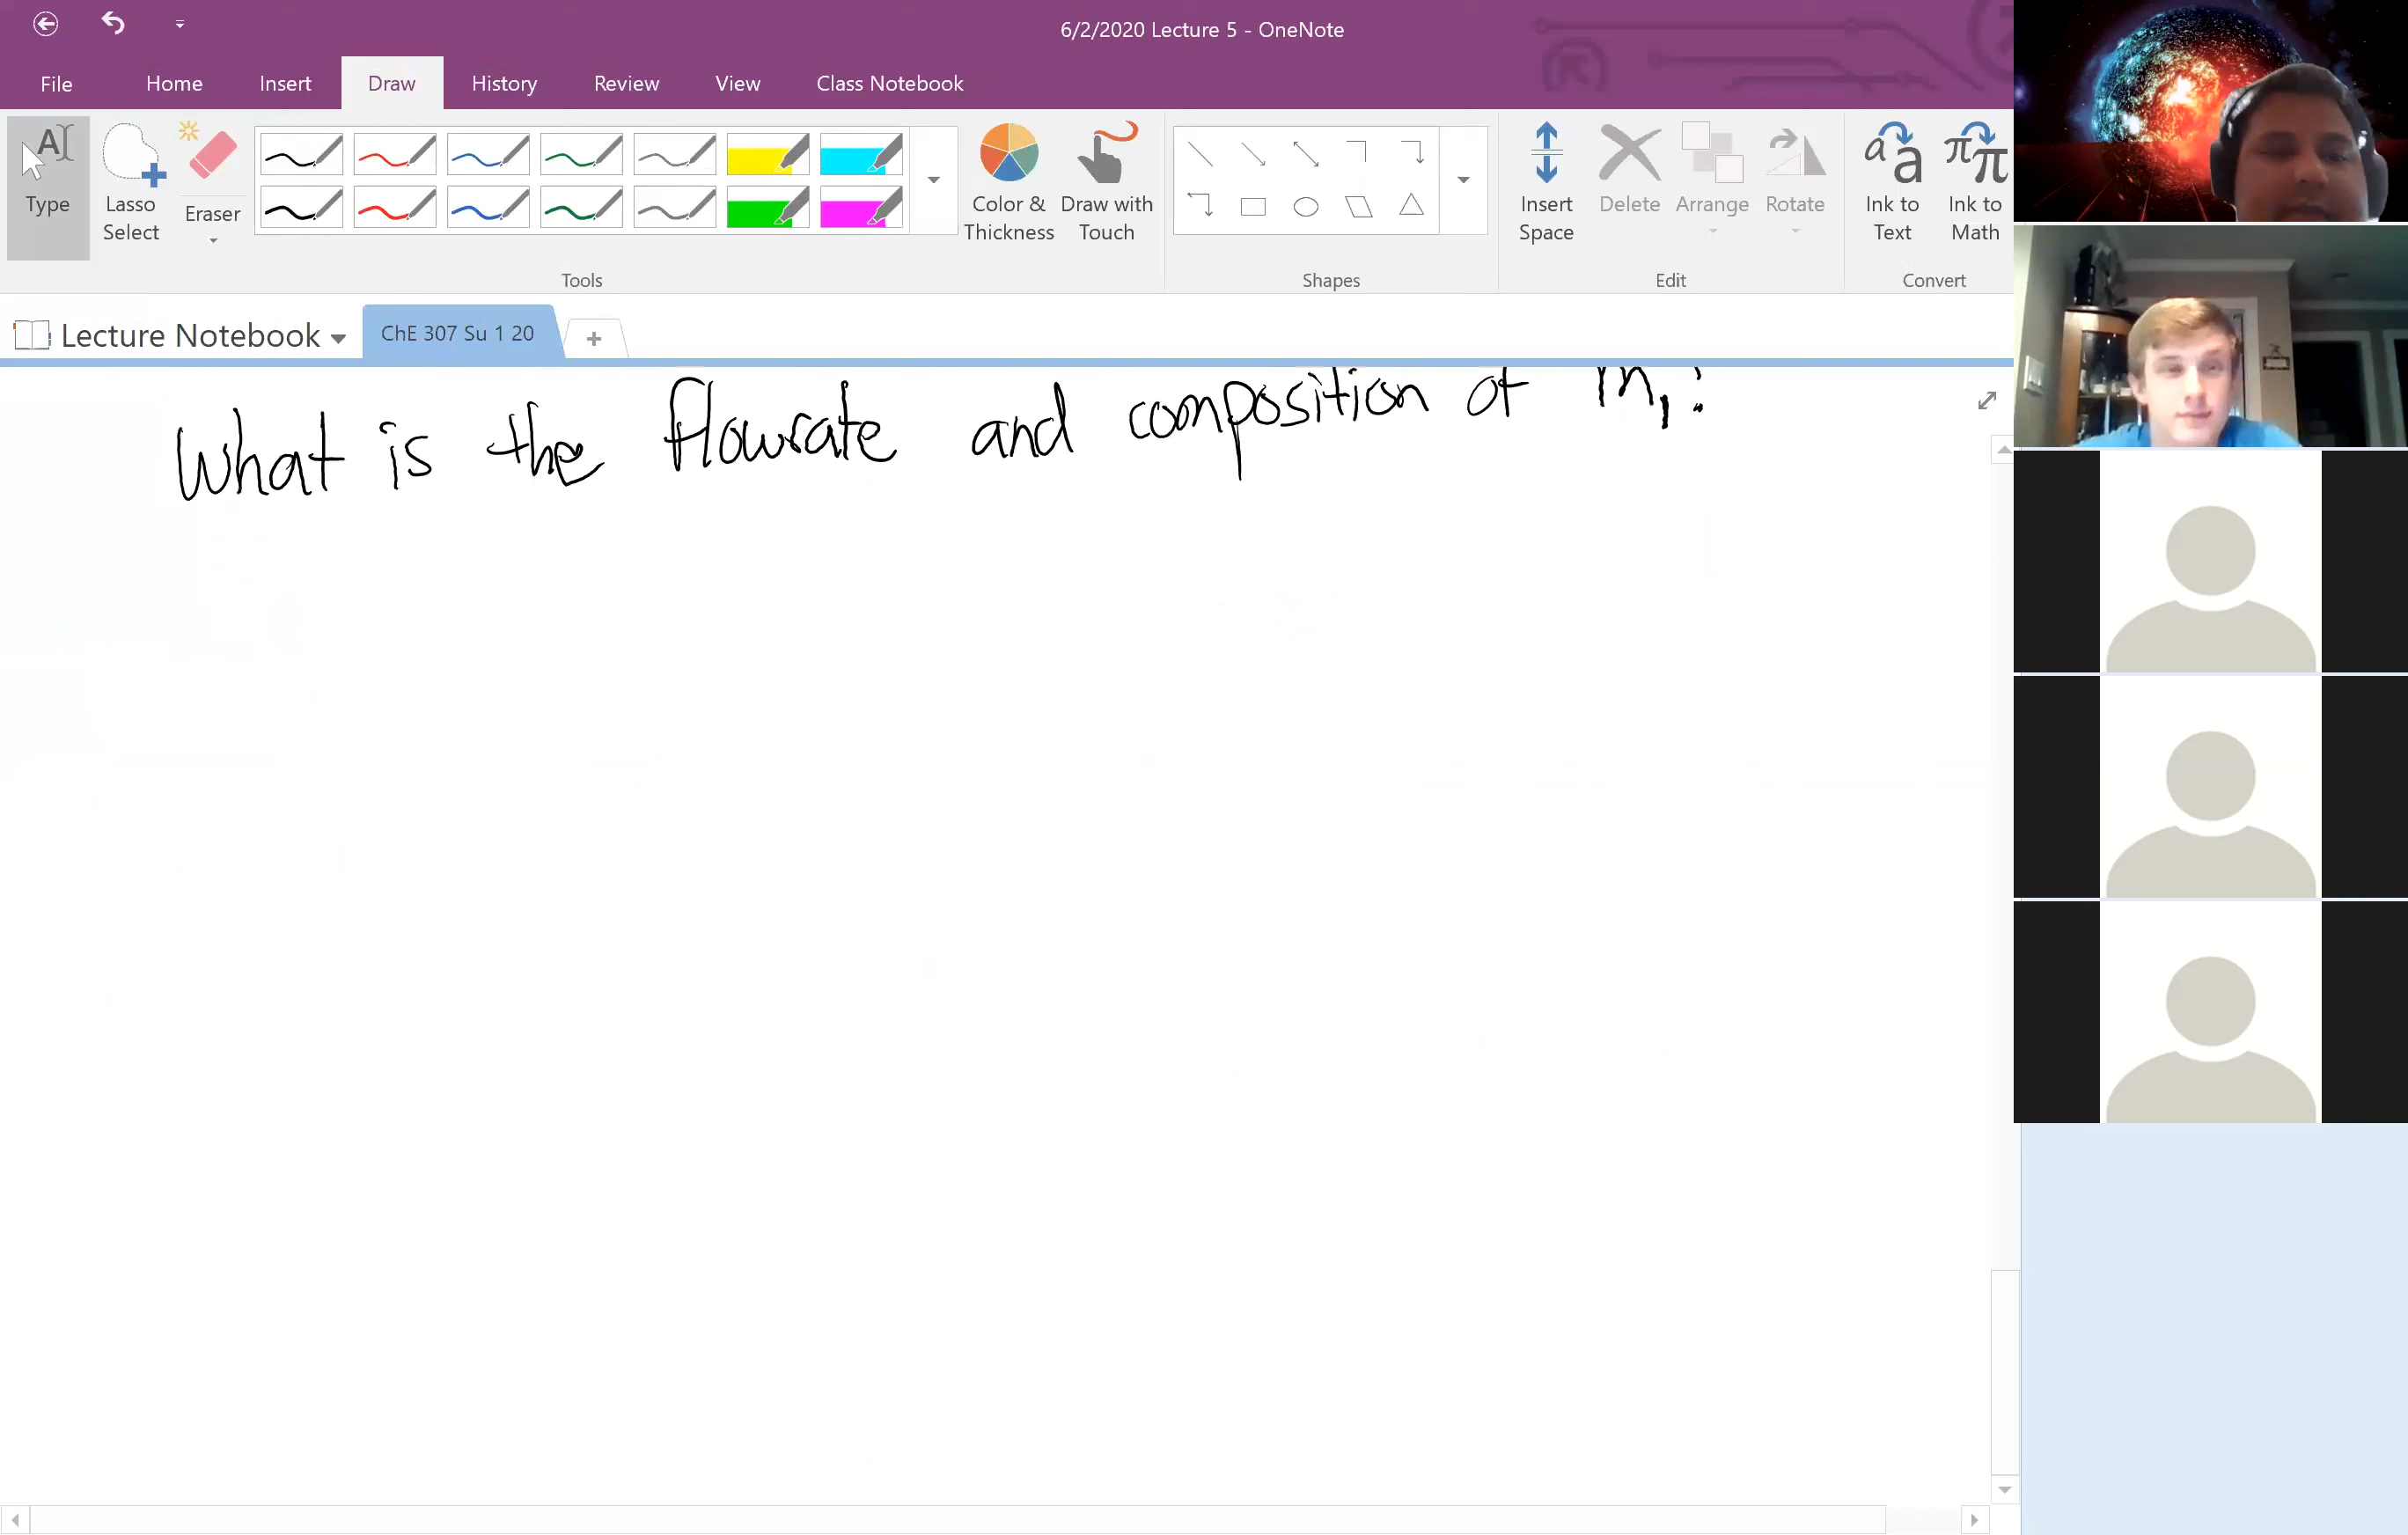 6/2/2020 Lecture 5 - OneNote
File Home Insert Draw History Review View Class Notebook
Type
Lasso Select
Eraser
Color & Thickness
Draw with Touch
Insert Space
Delete
Arrange
Rotate
Ink to Text
Ink to Math
Tools
Shapes
Edit
Convert
Lecture Notebook
ChE 307 Su 1 20
What is the flowrate and composition of m₁?